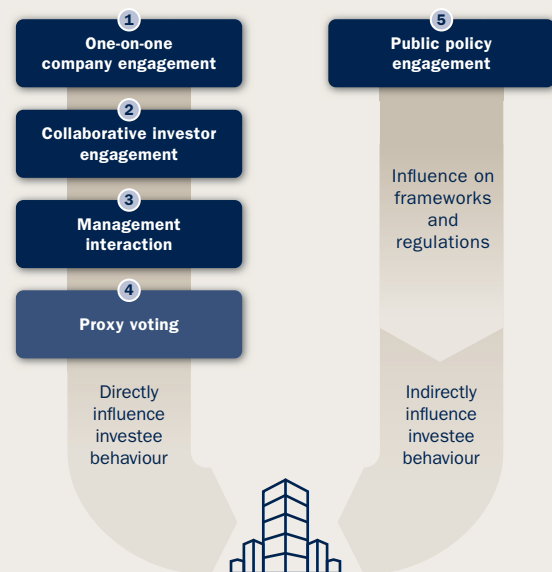 1
One-on-one
company engagement
2
Collaborative investor
engagement
3
Management
interaction
4
Proxy voting
Directly
influence
investee
behaviour
5
Public policy
engagement
Influence on
frameworks
and
regulations
Indirectly
influence
investee
behaviour